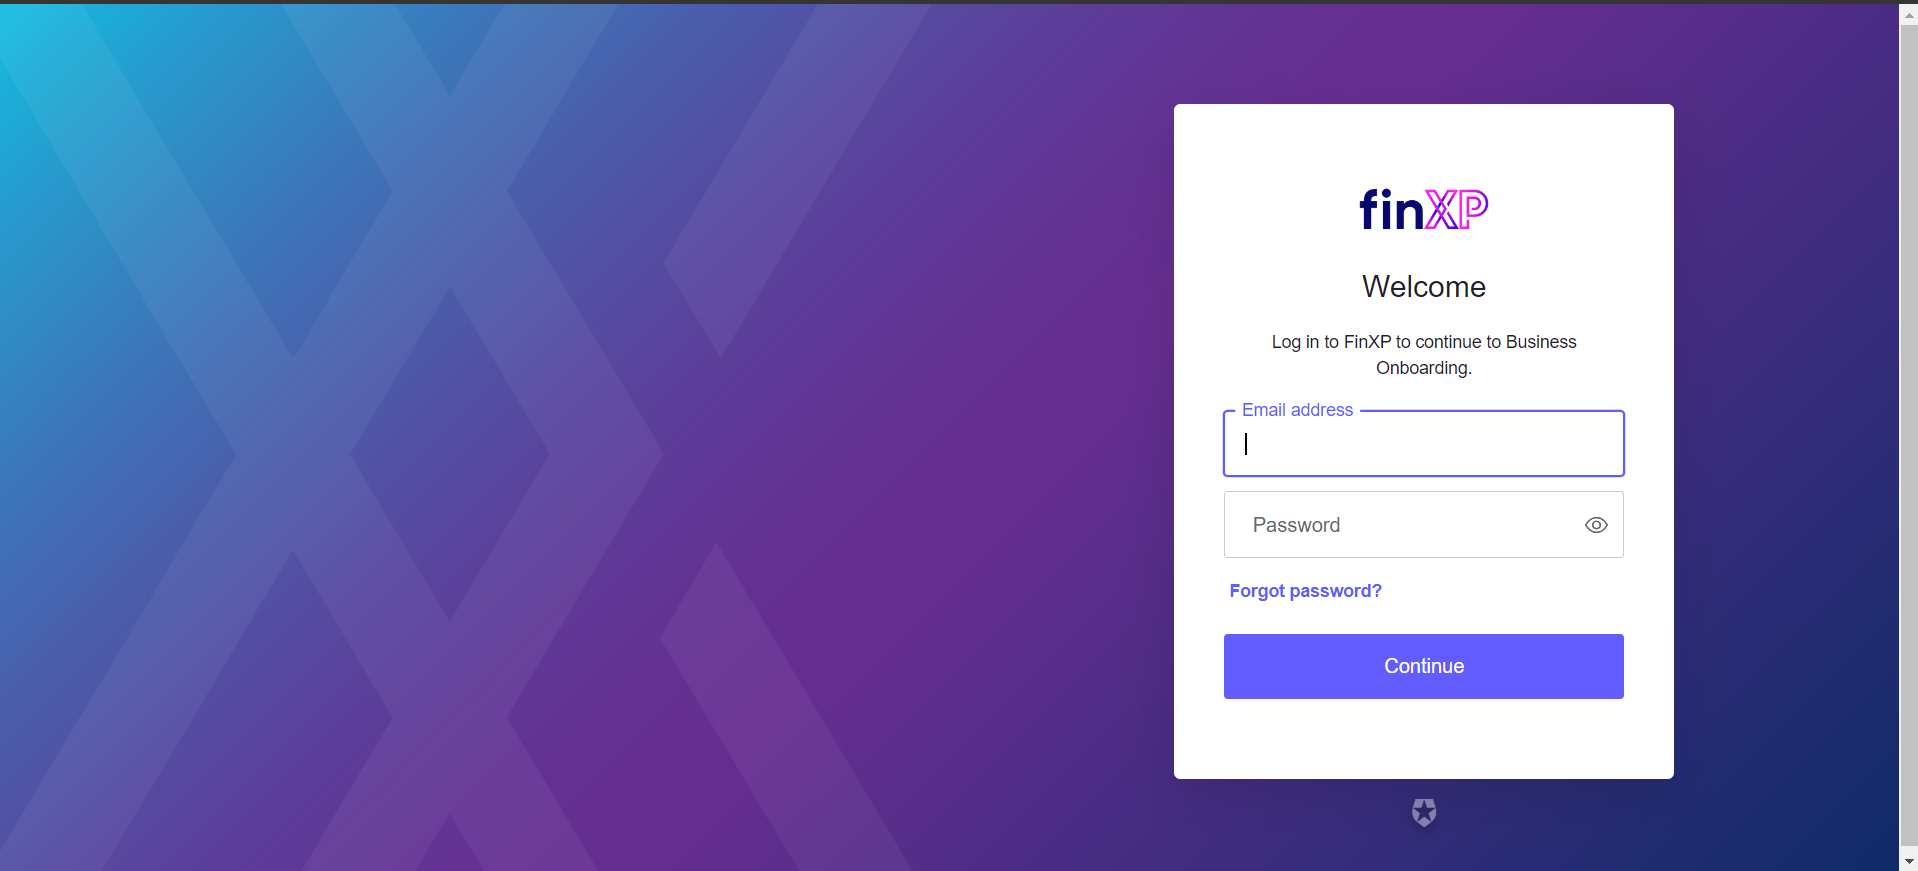 finXP
Welcome
Log in to FinXP to continue to Business
Onboarding.
Email address
Password
Forgot password?
Continue